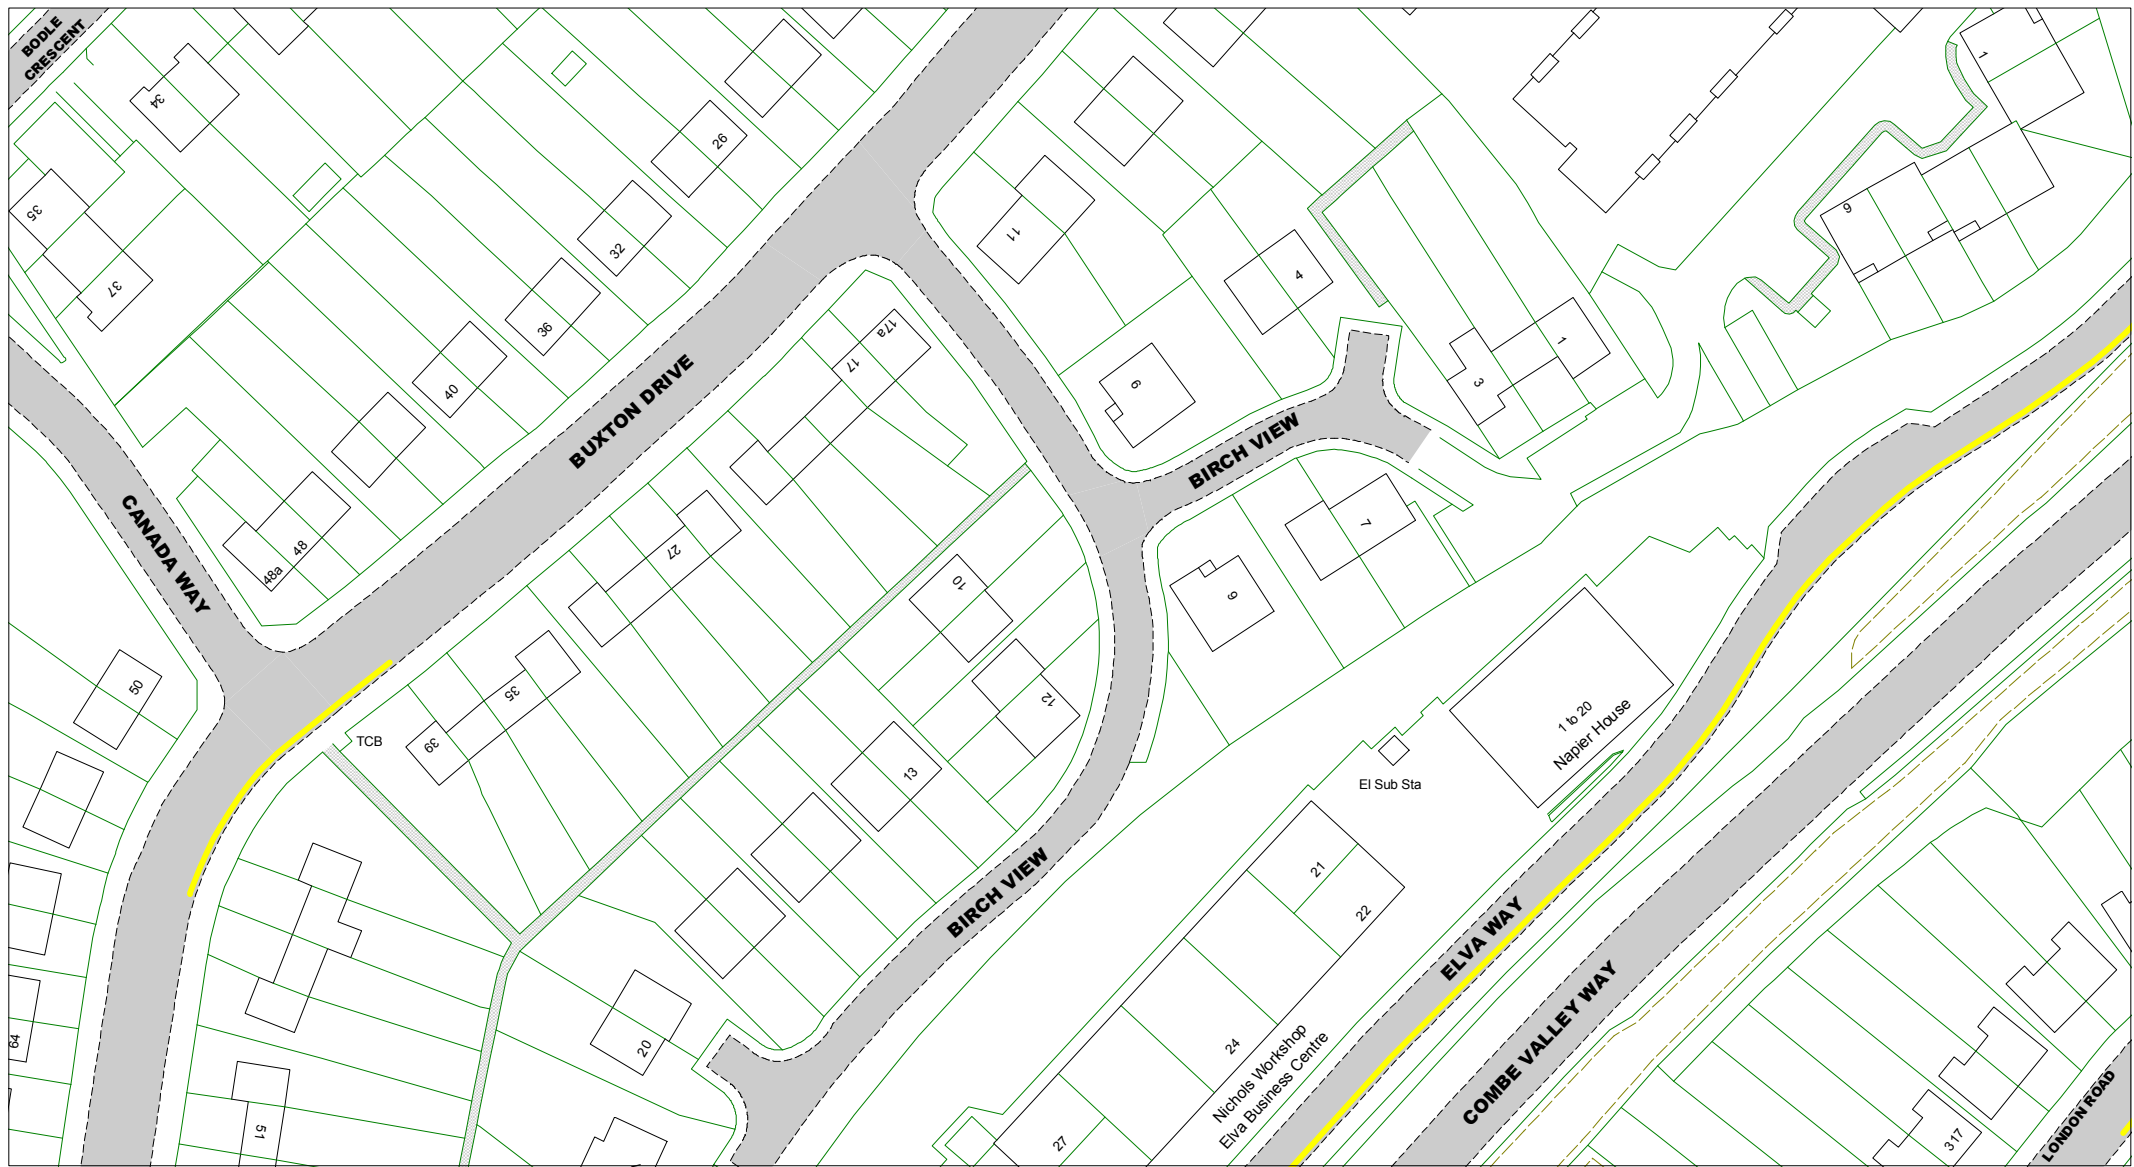 BODLE
CRESCENT
34
35
37
26
32
36
40
48
48a
BUXTON DRIVE
CANADA WAY
17a
17
27
35
39
TCB
50
64
51
11
4
6
1
3
BIRCH VIEW
7
9
10
12
13
20
BIRCH VIEW
1
9
1 to 20
Napier House
El Sub Sta
21
22
24
27
Nichols Workshop
Elva Business Centre
ELVA WAY
COMBE VALLEY WAY
LONDON ROAD
317